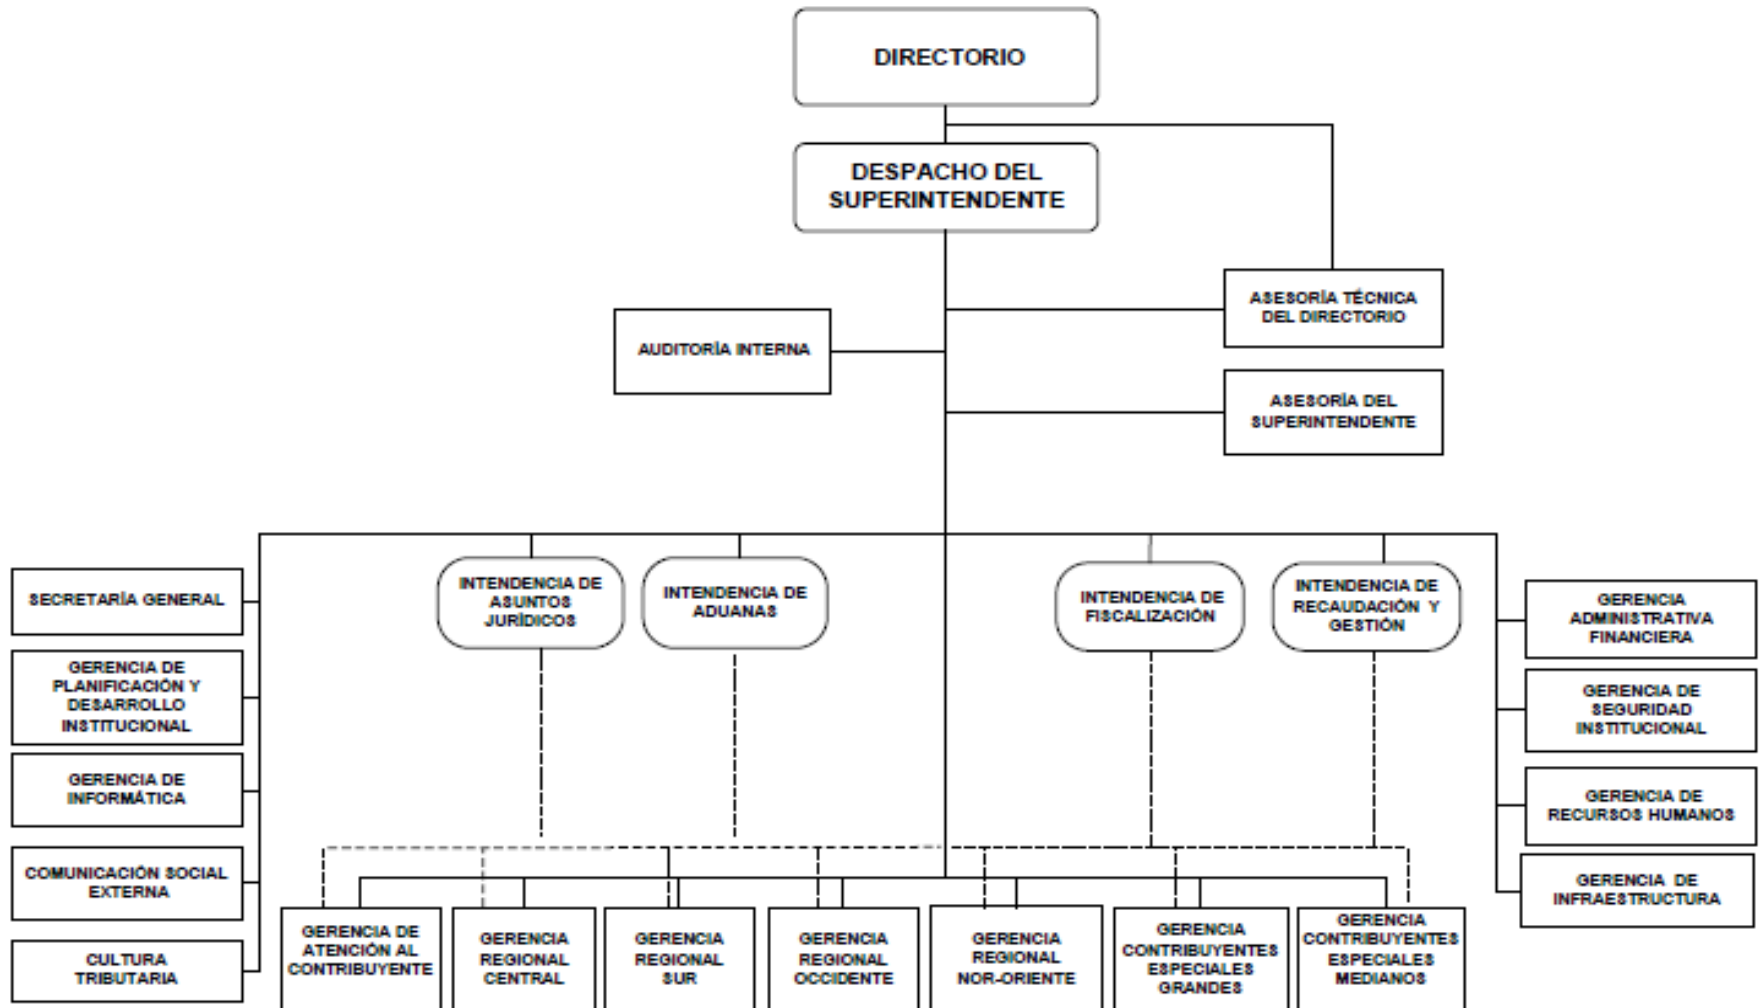 DIRECTORIO
DESPACHO DEL
SUPERINTENDENTE
ASESORÍA TÉCNICA
DEL DIRECTORIO
AUDITORÍA INTERNA
ASESORÍA DEL
SUPERINTENDENTE
SECRETARÍA GENERAL
GERENCIA DE
PLANIFICACIÓN Y
DESARROLLO
INSTITUCIONAL
GERENCIA DE
INFORMÁTICA
COMUNICACIÓN SOCIAL
EXTERNA
CULTURA
TRIBUTARIA
INTENDENCIA DE
ASUNTOS
JURÍDICOS
INTENDENCIA DE
ADUANAS
INTENDENCIA DE
FISCALIZACIÓN
INTENDENCIA DE
RECAUDACIÓN Y
GESTIÓN
GERENCIA
ADMINISTRATIVA
FINANCIERA
GERENCIA DE
SEGURIDAD
INSTITUCIONAL
GERENCIA DE
RECURSOS HUMANOS
GERENCIA DE
INFRAESTRUCTURA
GERENCIA DE
ATENCIÓN AL
CONTRIBUYENTE
GERENCIA
REGIONAL
CENTRAL
GERENCIA
REGIONAL
SUR
GERENCIA
REGIONAL
OCCIDENTE
GERENCIA
REGIONAL
NOR-ORIENTE
GERENCIA
CONTRIBUYENTES
ESPECIALES
GRANDES
GERENCIA
CONTRIBUYENTES
ESPECIALES
MEDIANOS